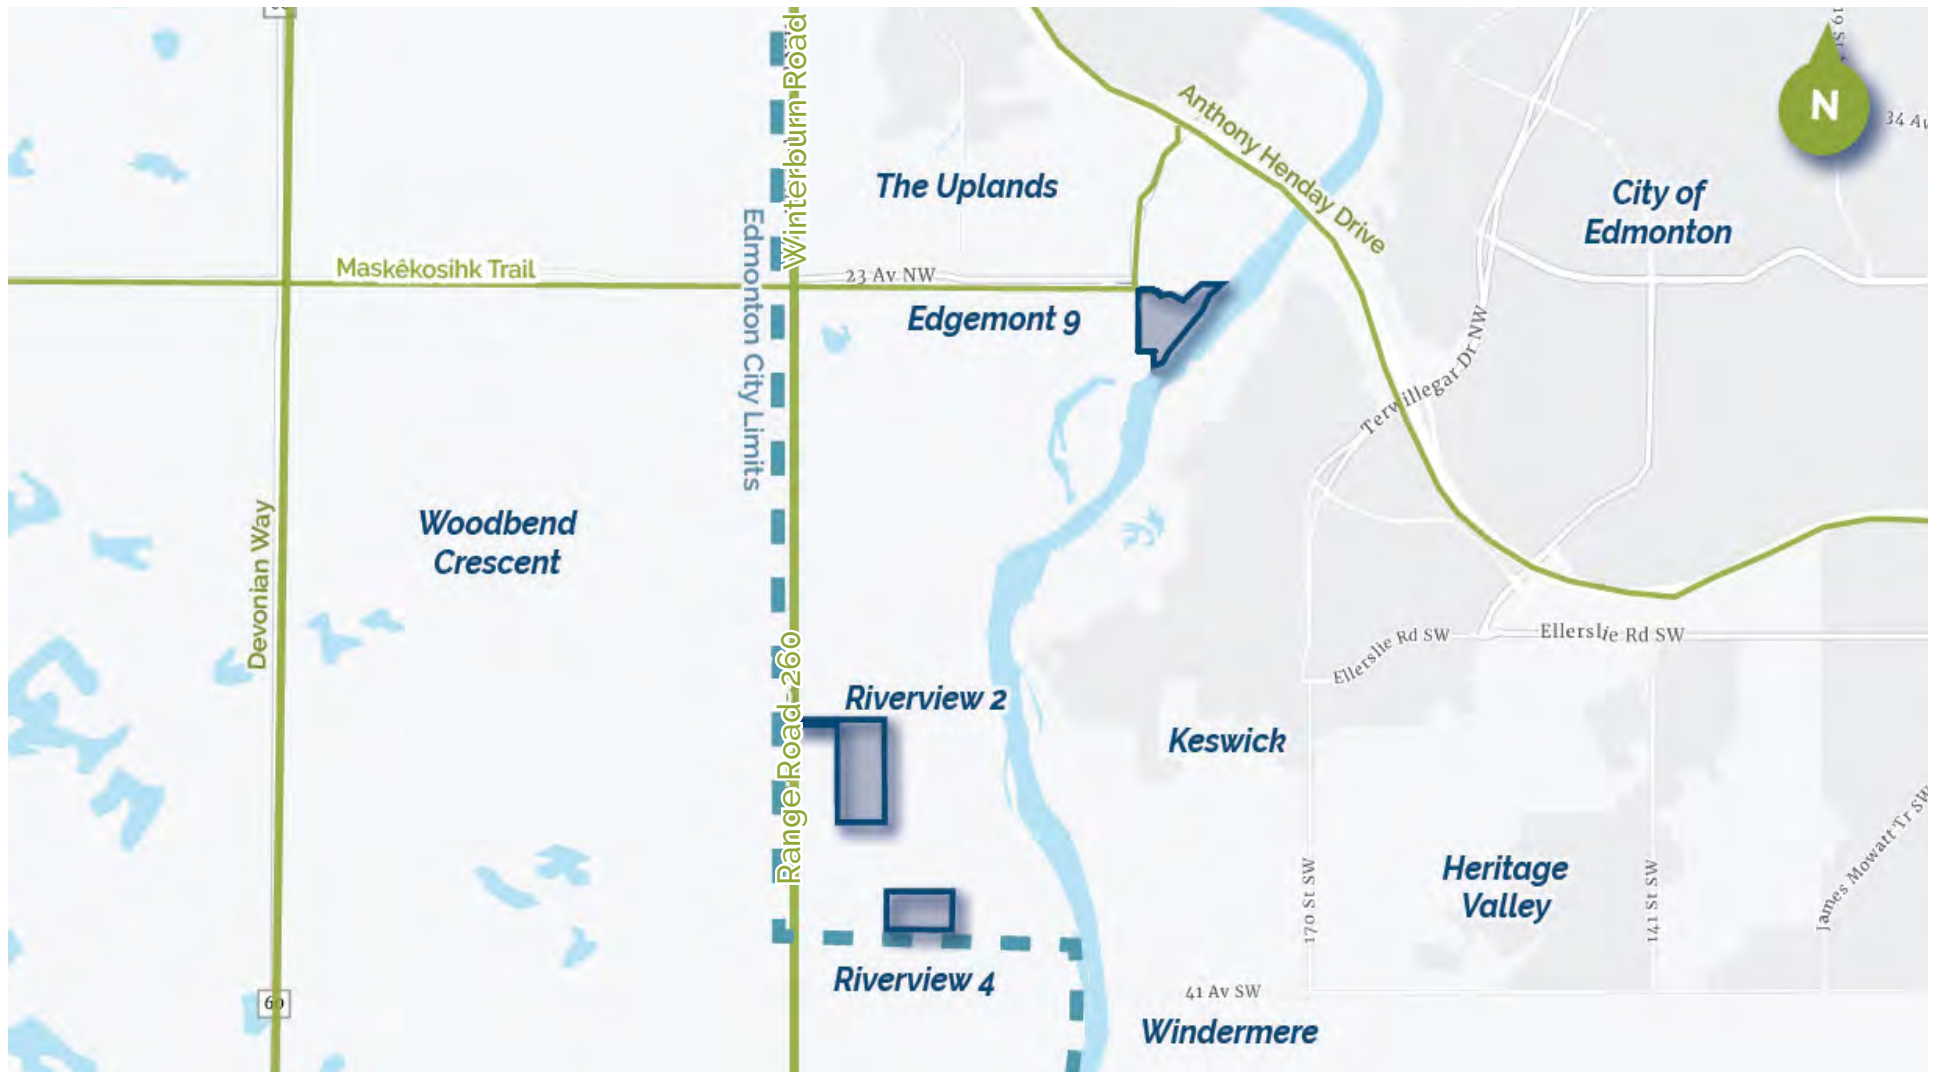 Winterburn Road
Anthony Henday Drive
N
34 Av
The Uplands
City of
Edmonton
Maskêkosihk Trail
23 Av NW
Edmonton City Limits
Edgemont 9
Terwillegar Dr NW
Devonian Way
Woodbend
Crescent
Ellerslie Rd SW
Ellerslie Rd SW
Range Road-260
Riverview 2
Keswick
170 St SW
Heritage
Valley
141 St SW
James Mowatt Tr SW
Riverview 4
60
41 Av SW
Windermere